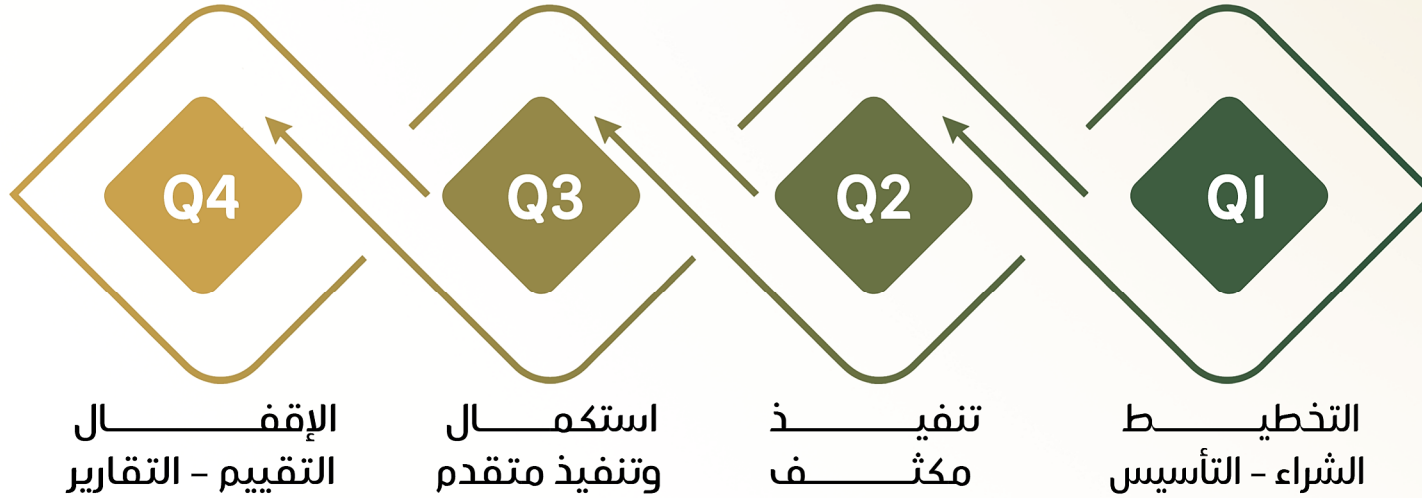 Q1
التخطيط
الشراء – التأسيس
Q2
تنفيذ
مكثف
Q3
استكمال
وتنفيذ متقدم
Q4
الإقفال
التقييم – التقارير